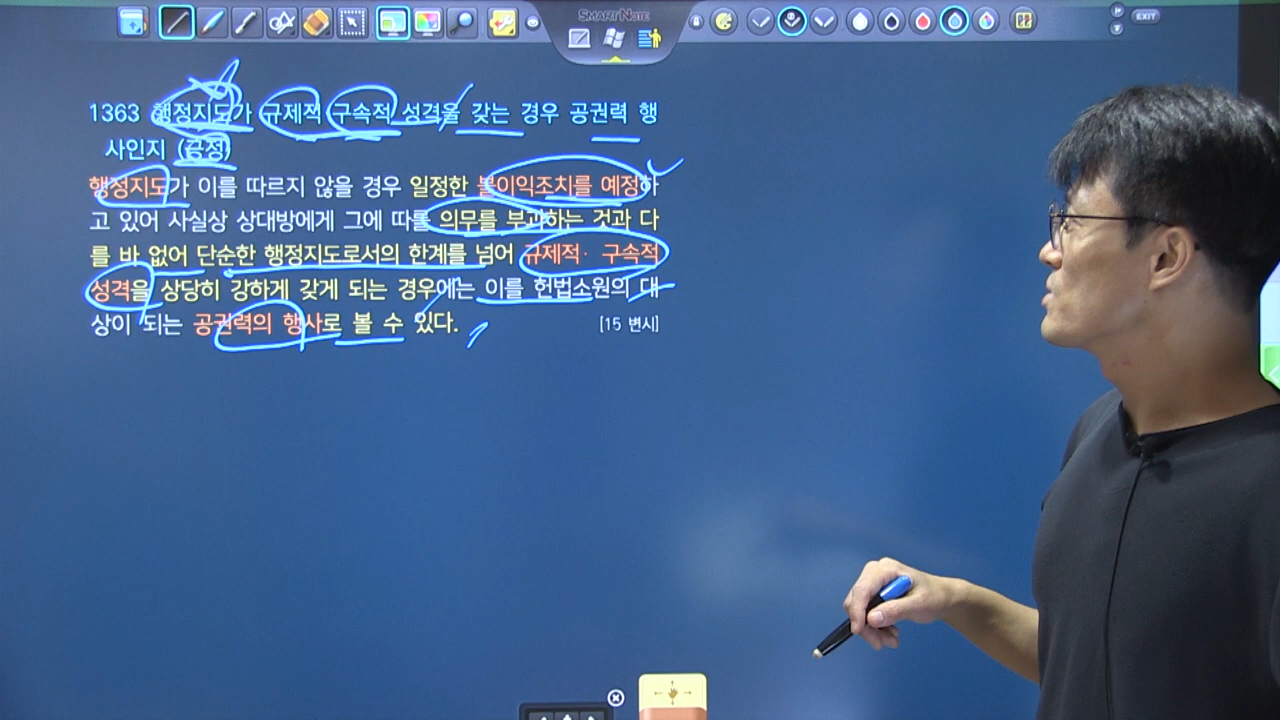 SMARTNOTE
EXIT
1363 행정지도가 규제적 구속적 성격을 갖는 경우 공권력 행
사인지 (긍정)
행정지도가 이를 따르지 않을 경우 일정한 불이익조치를 예정하
고 있어 사실상 상대방에게 그에 따를 의무를 부과하는 것과 다
를 바 없어 단순한 행정지도로서의 한계를 넘어 규제적· 구속적
성격을 상당히 강하게 갖게 되는 경우에는 이를 헌법소원의 대
상이 되는 공권력의 행사로 볼 수 있다. [15 변시]